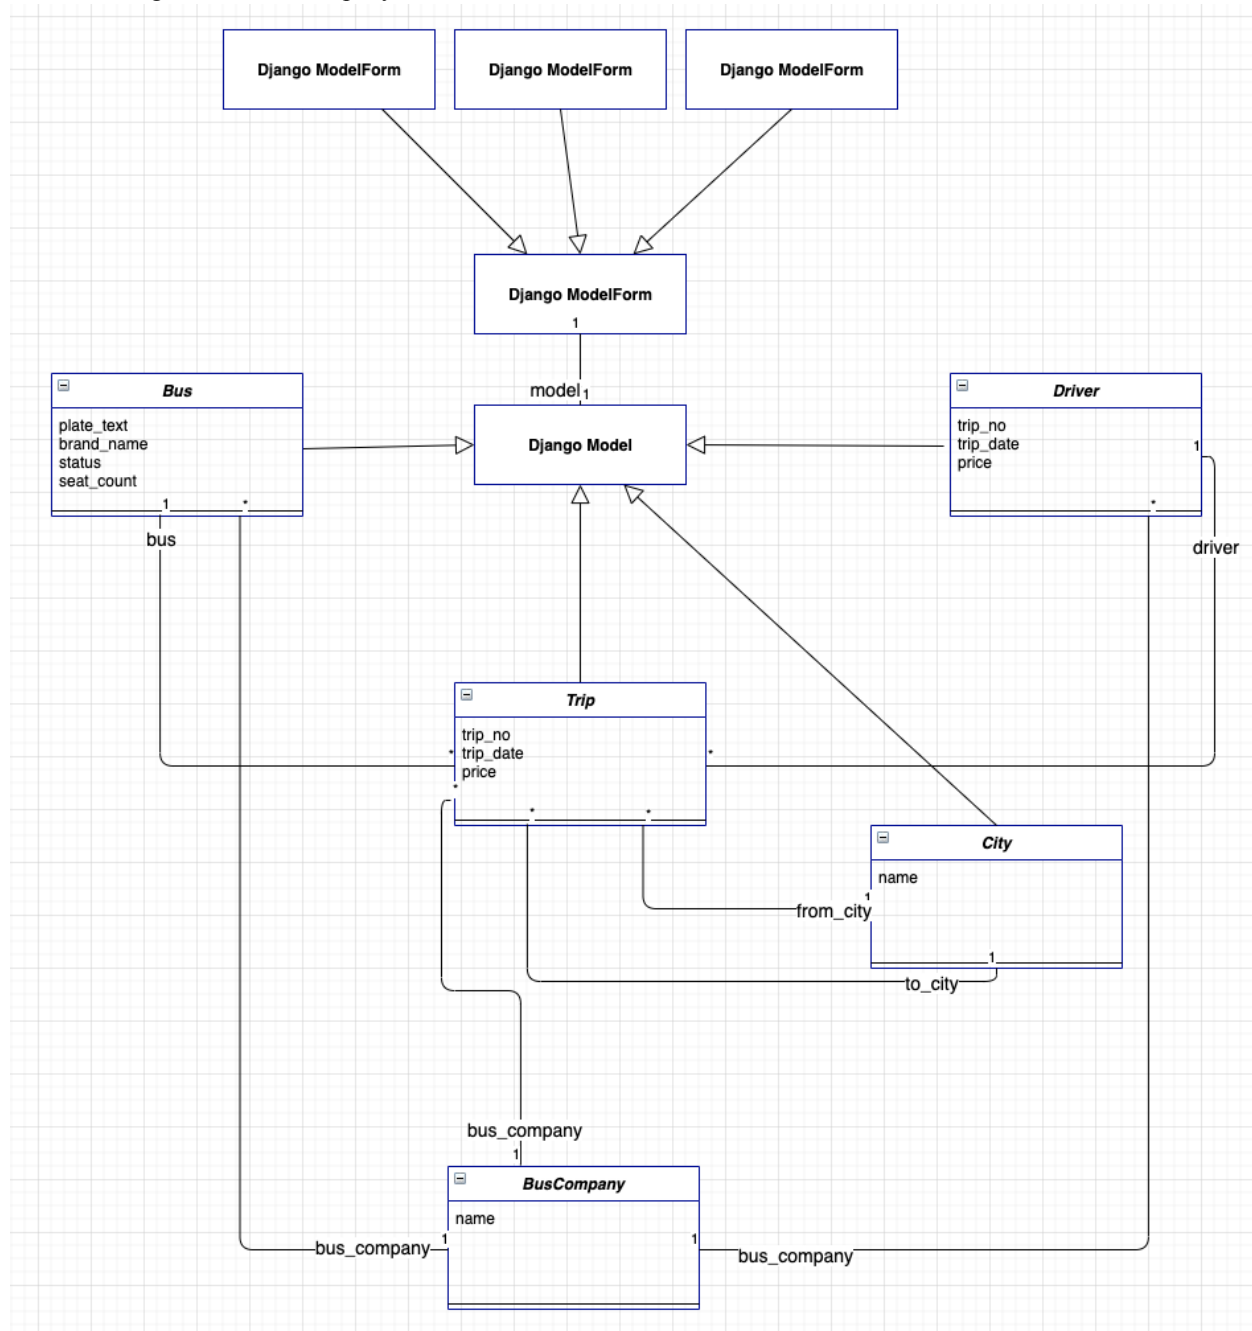 Django ModelForm
Django ModelForm
Django ModelForm
Django ModelForm
1
model
1
Django Model
Bus
plate_text
brand_name
status
seat_count
1
*
bus
Driver
trip_no
trip_date
price
1
*
driver
Trip
trip_no
trip_date
price
*
*
*
*
*
City
name
1
from_city
1
to_city
bus_company
1
BusCompany
name
1
1
bus_company
bus_company